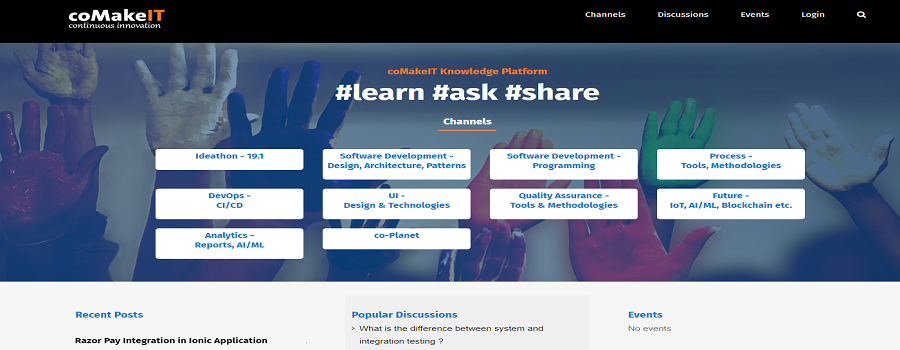 coMakeIT
continuous innovation
Channels Discussions Events Login
coMakeIT Knowledge Platform
#learn #ask #share
Channels
Ideathon - 19.1
Software Development -
Design, Architecture, Patterns
Software Development -
Programming
Process -
Tools, Methodologies
DevOps -
CI/CD
UI -
Design & Technologies
Quality Assurance -
Tools & Methodologies
Future -
IoT, AI/ML, Blockchain etc.
Analytics -
Reports, AI/ML
co-Planet
Recent Posts
Razor Pay Integration in Ionic Application
Popular Discussions
> What is the difference between system and
integration testing ?
Events
No events